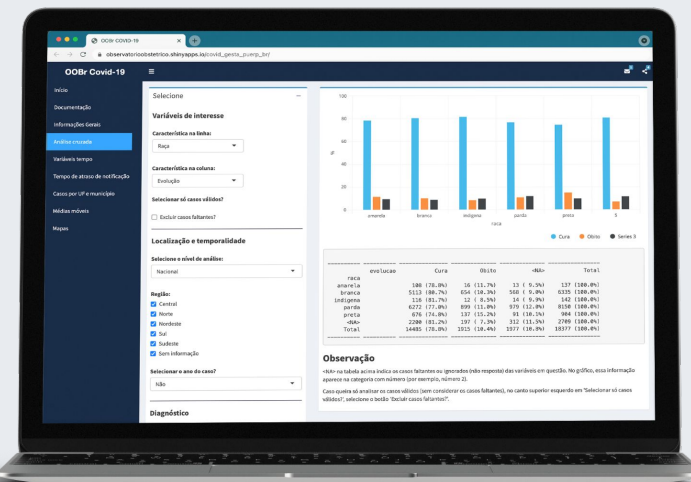 OOBr COVID-19
observatorioobstetrico.shinyapps.io/covid_gesta_puerp_br/
OOBr Covid-19
Início
Documentação
Informações Gerais
Análise cruzada
Variáveis tempo
Tempo de atraso de notificação
Casos por UF e município
Médias móveis
Mapas
Selecione
Variáveis de interesse
Característica na linha:
Raça
Característica na coluna:
Evolução
Selecionar só casos válidos?
Excluir casos faltantes?
Localização e temporalidade
Selecione o nível de análise:
Nacional
Região:
Central
Norte
Nordeste
Sul
Sudeste
Sem informação
Selecionar o ano do caso?
Não
Diagnóstico
100
80
60
40
20
0
%
amarela branca indigena parda preta 5
raca
Cura Obito Series 3
evolucao Cura Obito <NA> Total
raca
amarela 108 (78.8%) 16 (11.7%) 13 ( 9.5%) 137 (100.0%)
branca 5113 (80.7%) 654 (10.3%) 568 ( 9.0%) 6335 (100.0%)
indigena 116 (81.7%) 12 ( 8.5%) 14 ( 9.9%) 142 (100.0%)
parda 6272 (77.0%) 899 (11.0%) 979 (12.0%) 8150 (100.0%)
preta 676 (74.8%) 137 (15.2%) 91 (10.1%) 904 (100.0%)
<NA> 2200 (81.2%) 197 ( 7.3%) 312 (11.5%) 2709 (100.0%)
Total 14485 (78.8%) 1915 (10.4%) 1977 (10.8%) 18377 (100.0%)
Observação
<NA> na tabela acima indica os casos faltantes ou ignorados (não resposta) das variáveis em questão. No gráfico, essa informação
aparece na categoria com número (por exemplo, número 2).
Caso queira só analisar os casos válidos (sem considerar os casos faltantes), no canto superior esquerdo em 'Selecionar só casos
válidos?', selecione o botão 'Excluir casos faltantes?'.